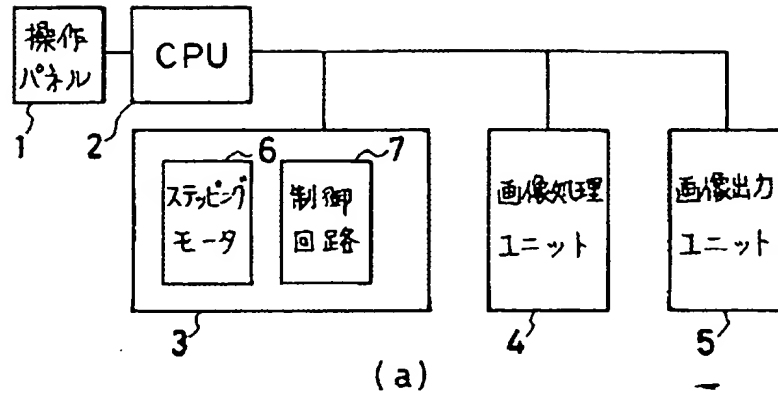 操作
パネル
CPU
1
2
6
7
ステッピング
モータ
制御
回路
画像処理
ユニット
画像出力
ユニット
3
4
5
(a)